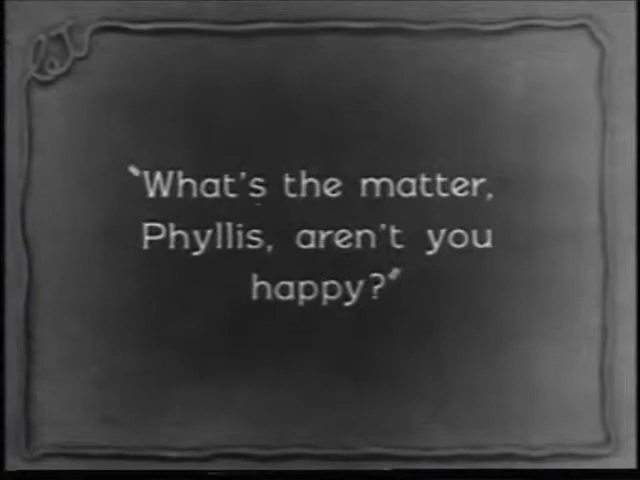 "What's the matter,
Phyllis, aren't you
happy?"